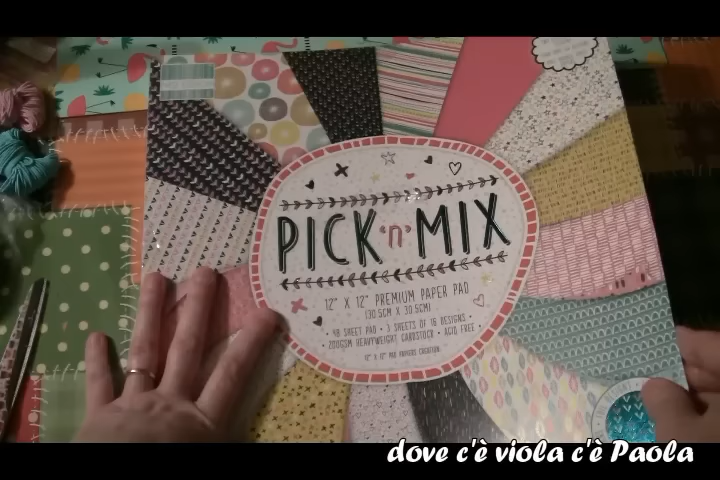 PICK 'n' MIX
12" X 12" PREMIUM PAPER PAD
(30.5CM X 30.5CM)
48 SHEET PAD • 3 SHEETS OF 16 DESIGNS •
• 200GSM HEAVYWEIGHT CARDSTOCK • ACID FREE •
dove c'è viola c'è Paola